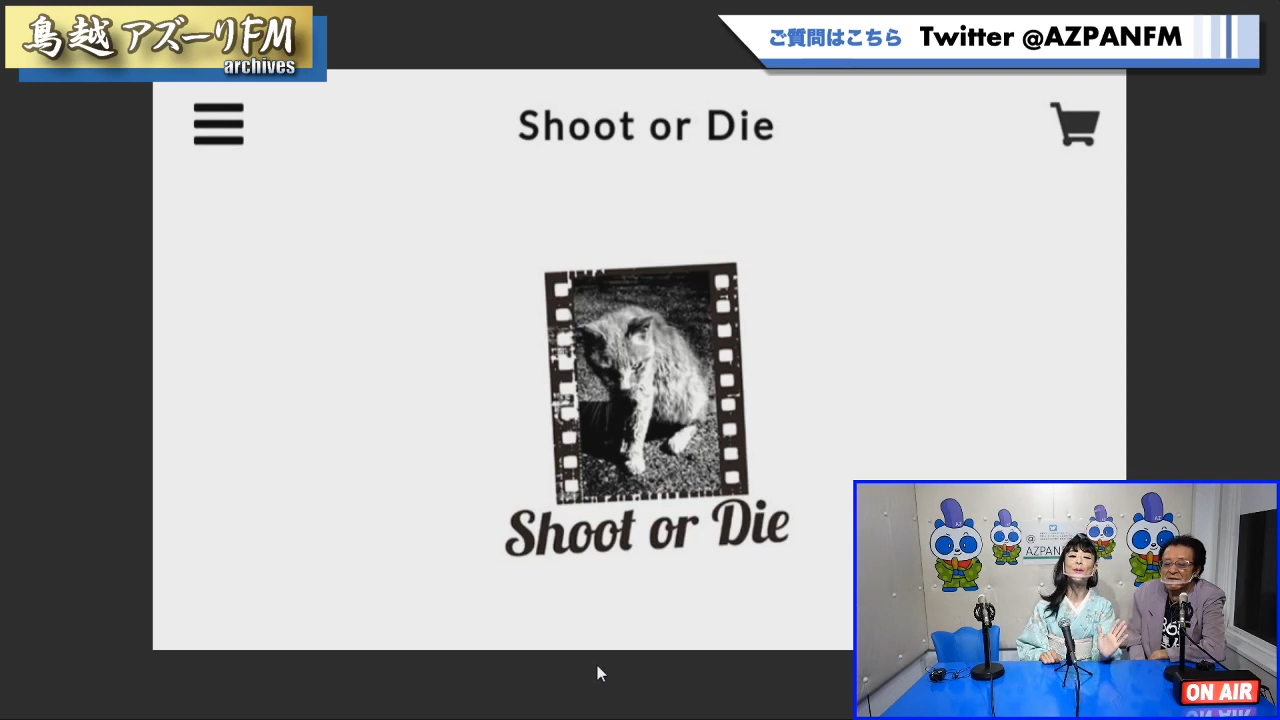 鳥越 アズーリFM
archives
ご質問はこちら Twitter @AZPANFM
Shoot or Die
Shoot or Die
@
AZPAN
ON AIR